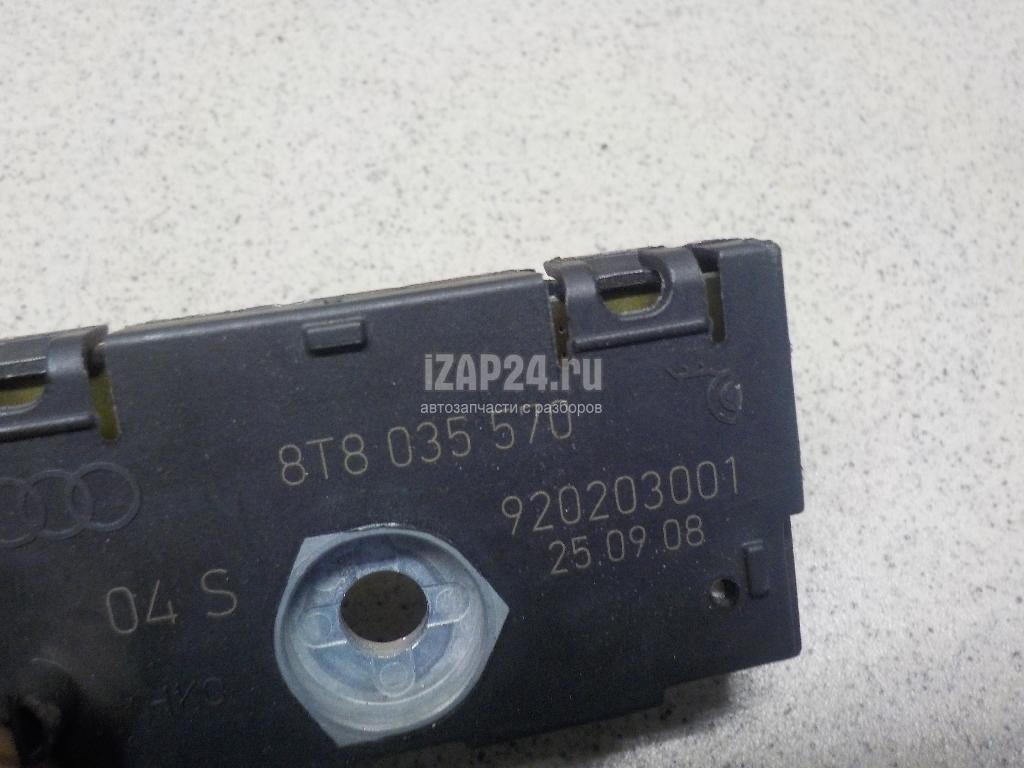 iZAP24.ru
автозапчасти с разборов
8T8 035 570
920203001
25.09.08
04 S